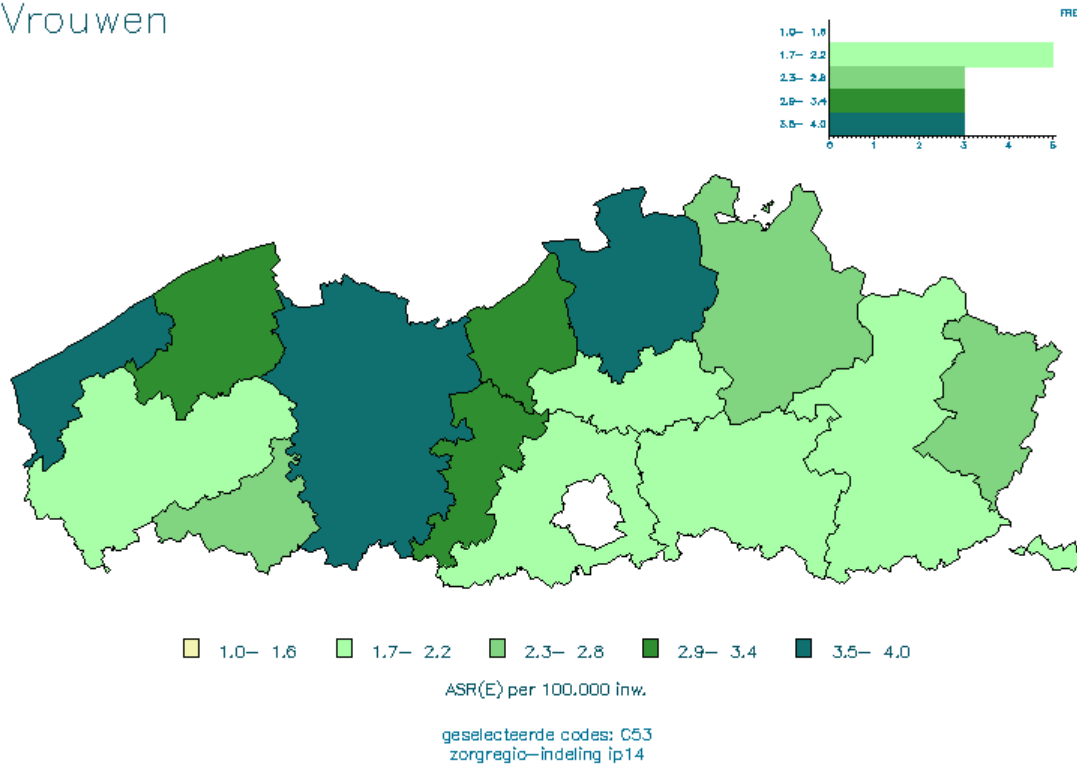 Vrouwen
FRE
1.0– 1.6
1.7– 2.2
2.3– 2.8
2.9– 3.4
3.5– 4.0
0 1 2 3 4 5
1.0– 1.6 1.7– 2.2 2.3– 2.8 2.9– 3.4 3.5– 4.0
ASR(E) per 100.000 inw.
geselecteerde codes: C53
zorgregio–indeling ip14